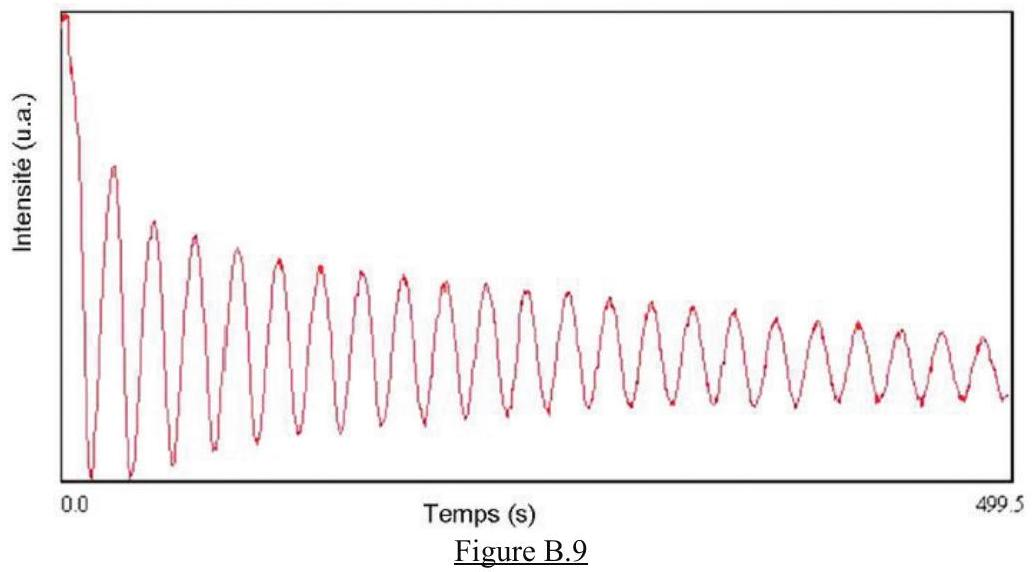 Intensité (u.a.)
0.0
499.5
Temps (s)
Figure B.9